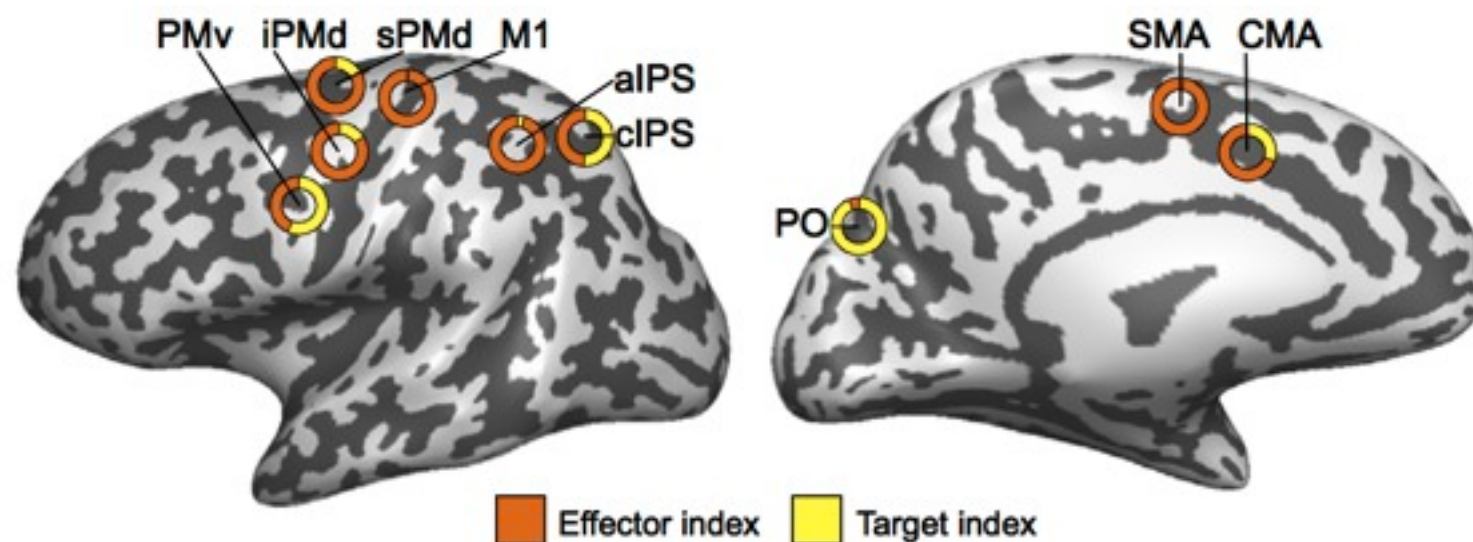 PMv iPMd sPMd M1
aIPS
cIPS
SMA CMA
PO
Effector index
Target index